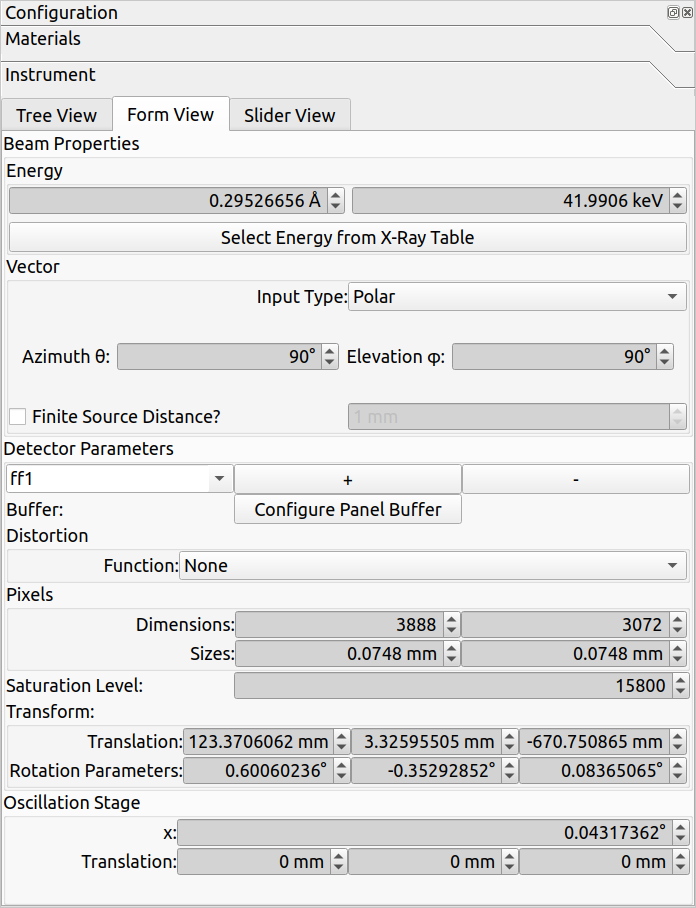 Configuration
Materials
Instrument
Tree View Form View Slider View
Beam Properties
Energy
0.29526656 Å 41.9906 keV
Select Energy from X-Ray Table
Vector
Input Type: Polar
Azimuth θ: 90° Elevation φ: 90°
Finite Source Distance? 1 mm
Detector Parameters
ff1 + -
Buffer: Configure Panel Buffer
Distortion
Function: None
Pixels
Dimensions: 3888 3072
Sizes: 0.0748 mm 0.0748 mm
Saturation Level: 15800
Transform:
Translation: 123.3706062 mm 3.32595505 mm -670.750865 mm
Rotation Parameters: 0.60060236° -0.35292852° 0.08365065°
Oscillation Stage
x: 0.04317362°
Translation: 0 mm 0 mm 0 mm